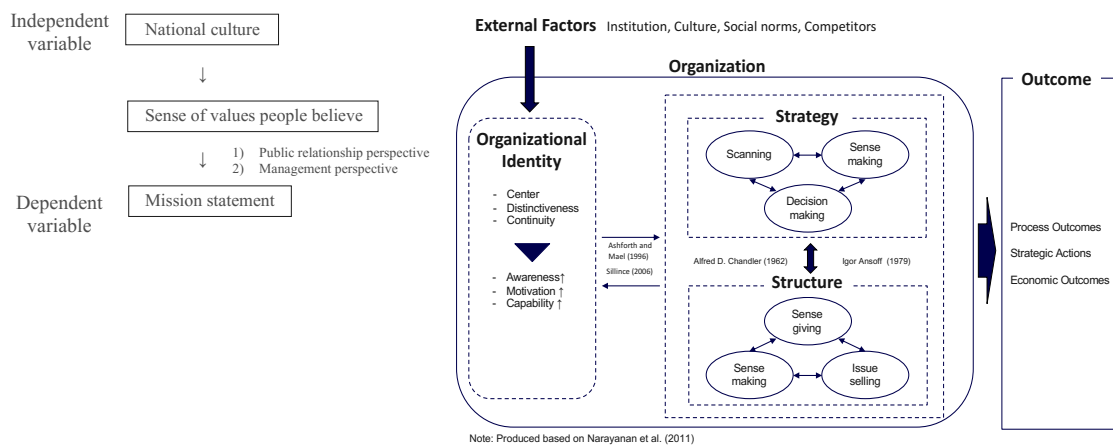 Independent
variable
National culture
↓
Sense of values people believe
↓
1) Public relationship perspective
2) Management perspective
Dependent
variable
Mission statement
External Factors Institution, Culture, Social norms, Competitors
Organization
Organizational
Identity
- Center
- Distinctiveness
- Continuity
- Awareness↑
- Motivation ↑
- Capability ↑
Ashforth and
Mael (1996)
Sillince (2006)
Strategy
Scanning
Sense
making
Decision
making
Alfred D. Chandler (1962)
Igor Ansoff (1979)
Structure
Sense
giving
Sense
making
Issue
selling
Outcome
Process Outcomes
Strategic Actions
Economic Outcomes
Note: Produced based on Narayanan et al. (2011)